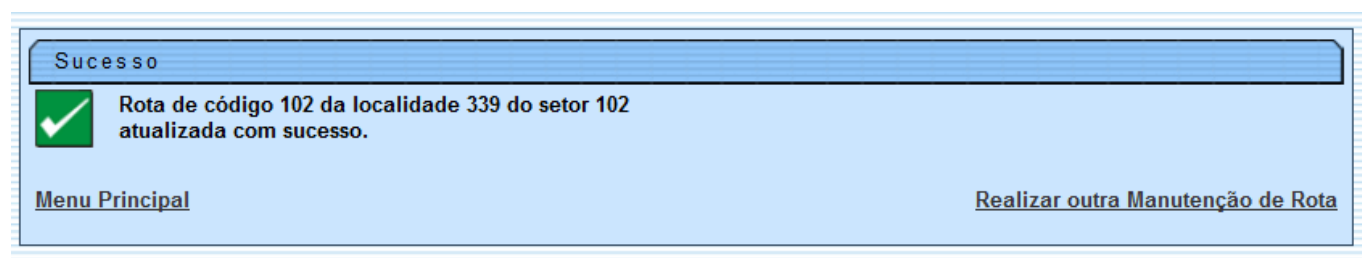 Sucesso
Rota de código 102 da localidade 339 do setor 102
atualizada com sucesso.
Menu Principal
Realizar outra Manutenção de Rota